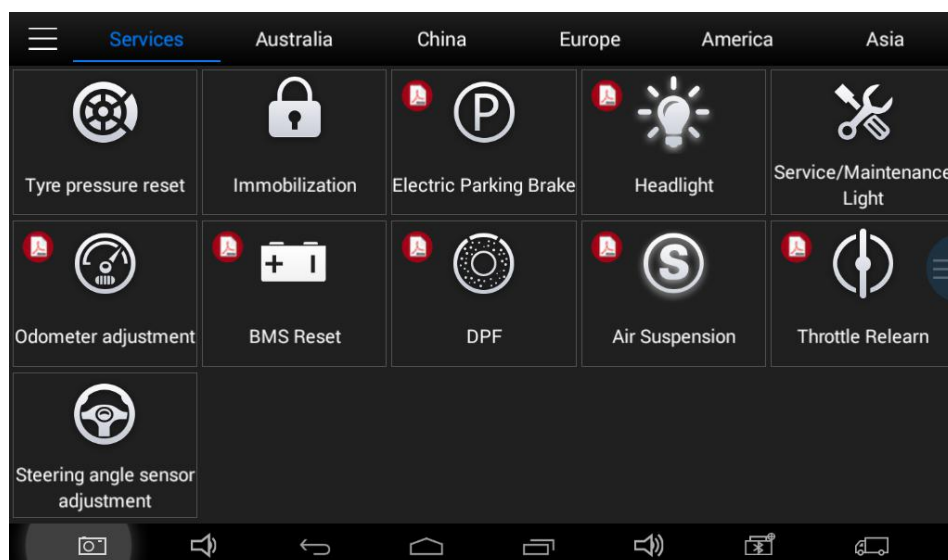 Services Australia China Europe America Asia
Tyre pressure reset Immobilization Electric Parking Brake Headlight Service/Maintenance
Light
Odometer adjustment BMS Reset DPF Air Suspension Throttle Relearn
Steering angle sensor
adjustment